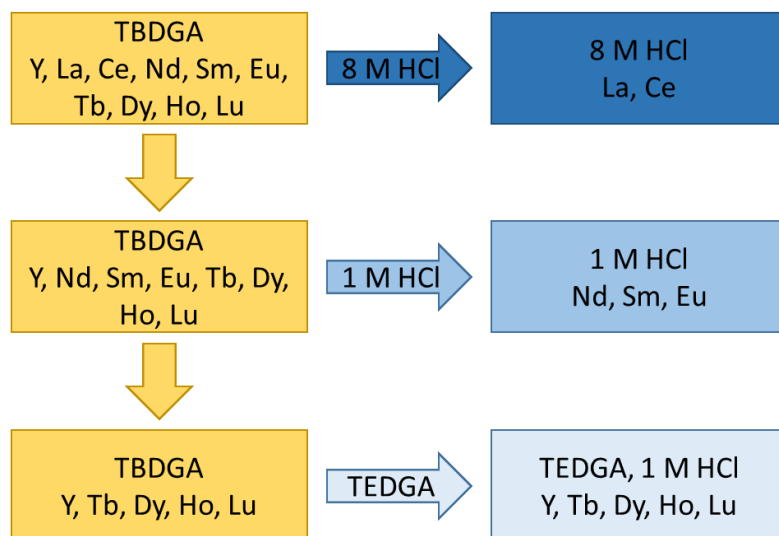 TBDGA
Y, La, Ce, Nd, Sm, Eu,
Tb, Dy, Ho, Lu
8 M HCl
8 M HCl
La, Ce
TBDGA
Y, Nd, Sm, Eu, Tb, Dy,
Ho, Lu
1 M HCl
1 M HCl
Nd, Sm, Eu
TBDGA
Y, Tb, Dy, Ho, Lu
TEDGA
TEDGA, 1 M HCl
Y, Tb, Dy, Ho, Lu